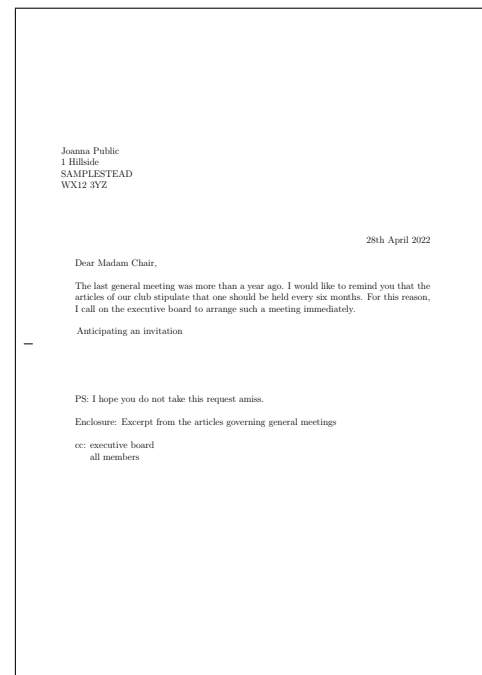 Joanna Public
1 Hillside
SAMPLESTEAD
WX12 3YZ
28th April 2022
Dear Madam Chair,
The last general meeting was more than a year ago. I would like to remind you that the
articles of our club stipulate that one should be held every six months. For this reason,
I call on the executive board to arrange such a meeting immediately.
Anticipating an invitation
PS: I hope you do not take this request amiss.
Enclosure: Excerpt from the articles governing general meetings
cc: executive board
all members